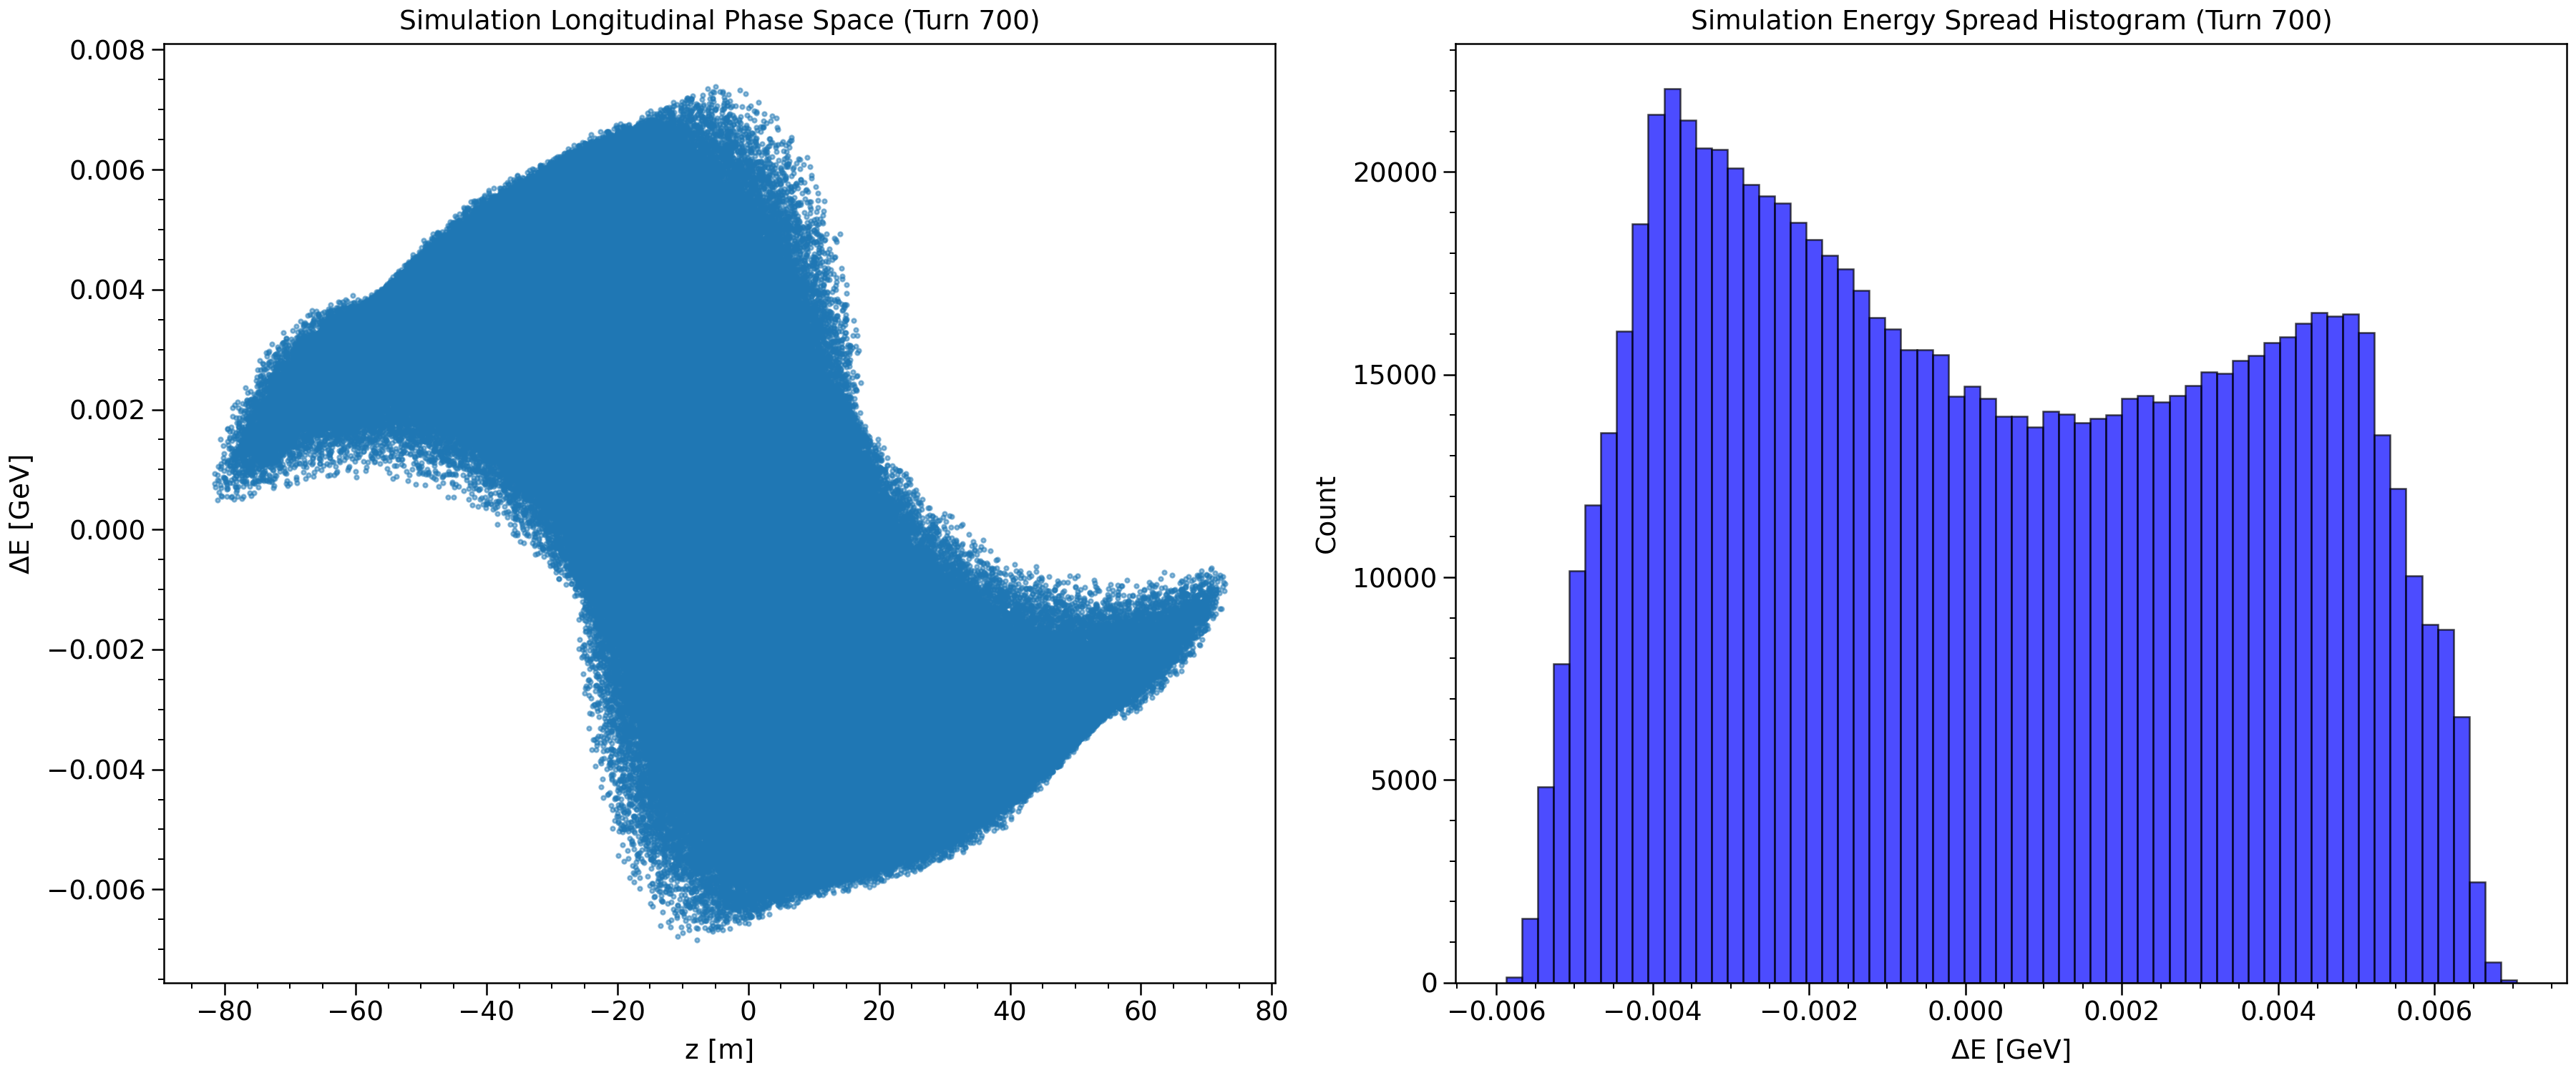 Simulation Longitudinal Phase Space (Turn 700)
0.008
0.006
0.004
0.002
0.000
−0.002
−0.004
−0.006
ΔE [GeV]
−80 −60 −40 −20 0 20 40 60 80
z [m]
Simulation Energy Spread Histogram (Turn 700)
20000
15000
10000
5000
0
Count
−0.006 −0.004 −0.002 0.000 0.002 0.004 0.006
ΔE [GeV]